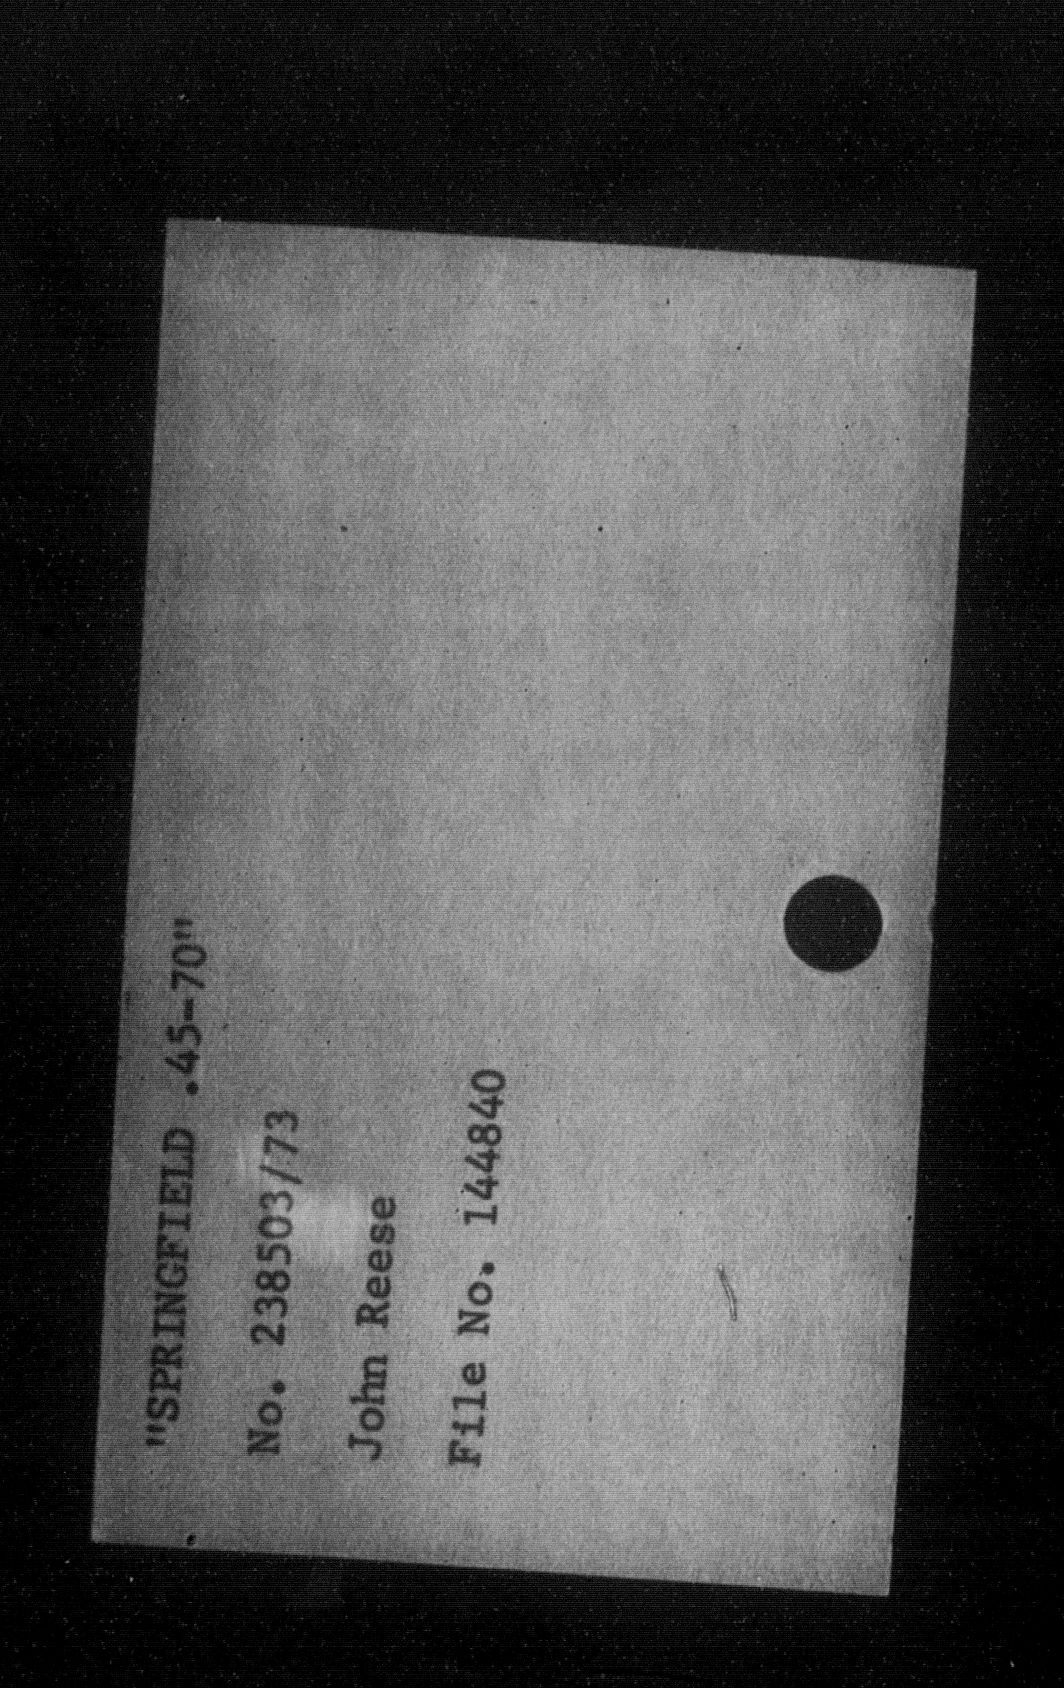 "SPRINGFIELD .45-70"
No. 238503/73
John Reese
File No. 144840